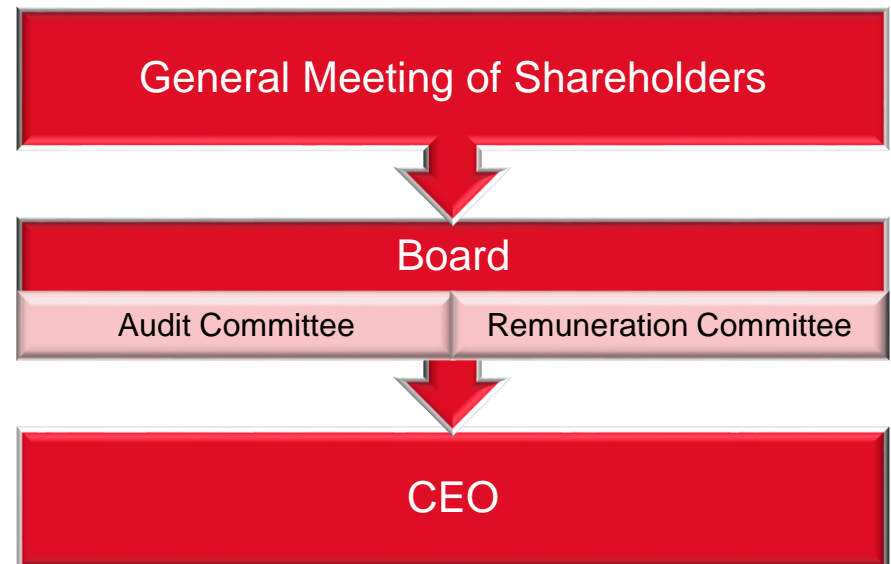 General Meeting of Shareholders
Board
Audit Committee
Remuneration Committee
CEO